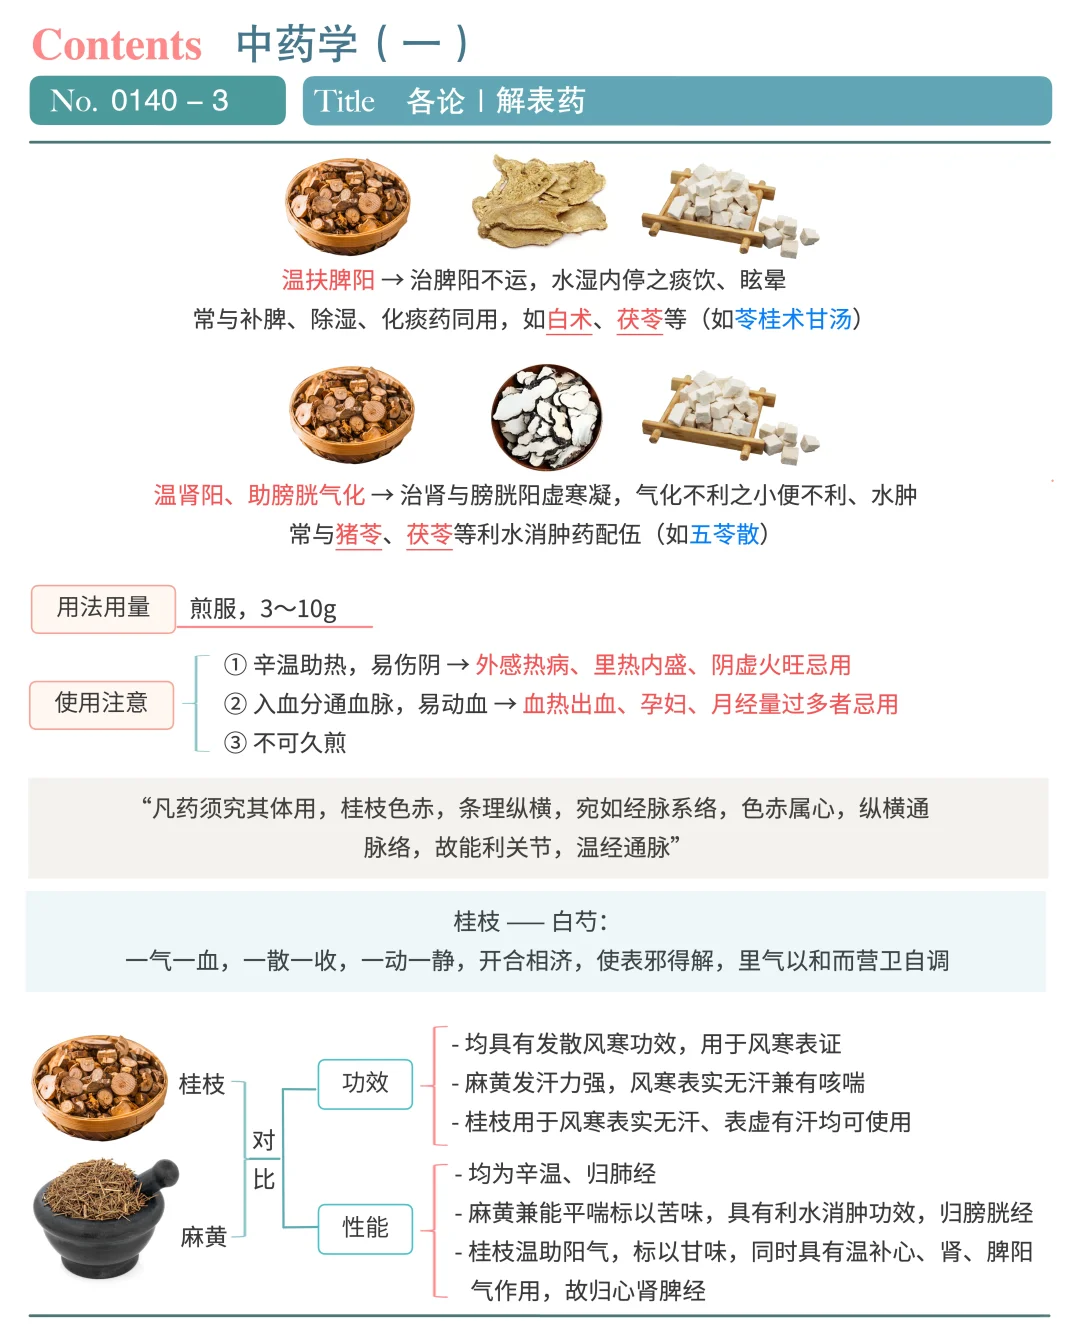 Contents 中药学（一）
No. 0140 – 3
Title 各论 | 解表药
温扶脾阳 → 治脾阳不运，水湿内停之痰饮、眩晕
常与补脾、除湿、化痰药同用，如白术、茯苓等（如苓桂术甘汤）
温肾阳、助膀胱气化 → 治肾与膀胱阳虚寒凝，气化不利之小便不利、水肿
常与猪苓、茯苓等利水消肿药配伍（如五苓散）
用法用量 煎服，3～10g
使用注意
① 辛温助热，易伤阴 → 外感热病、里热内盛、阴虚火旺忌用
② 入血分通血脉，易动血 → 血热出血、孕妇、月经量过多者忌用
③ 不可久煎
“凡药须究其体用，桂枝色赤，条理纵横，宛如经脉系络，色赤属心，纵横通
脉络，故能利关节，温经通脉”
桂枝 —— 白芍：
一气一血，一散一收，一动一静，开合相济，使表邪得解，里气以和而营卫自调
桂枝
麻黄
对
比
功效
- 均具有发散风寒功效，用于风寒表证
- 麻黄发汗力强，风寒表实无汗兼有咳喘
- 桂枝用于风寒表实无汗、表虚有汗均可使用
性能
- 均为辛温、归肺经
- 麻黄兼能平喘标以苦味，具有利水消肿功效，归膀胱经
- 桂枝温助阳气，标以甘味，同时具有温补心、肾、脾阳
气作用，故归心肾脾经